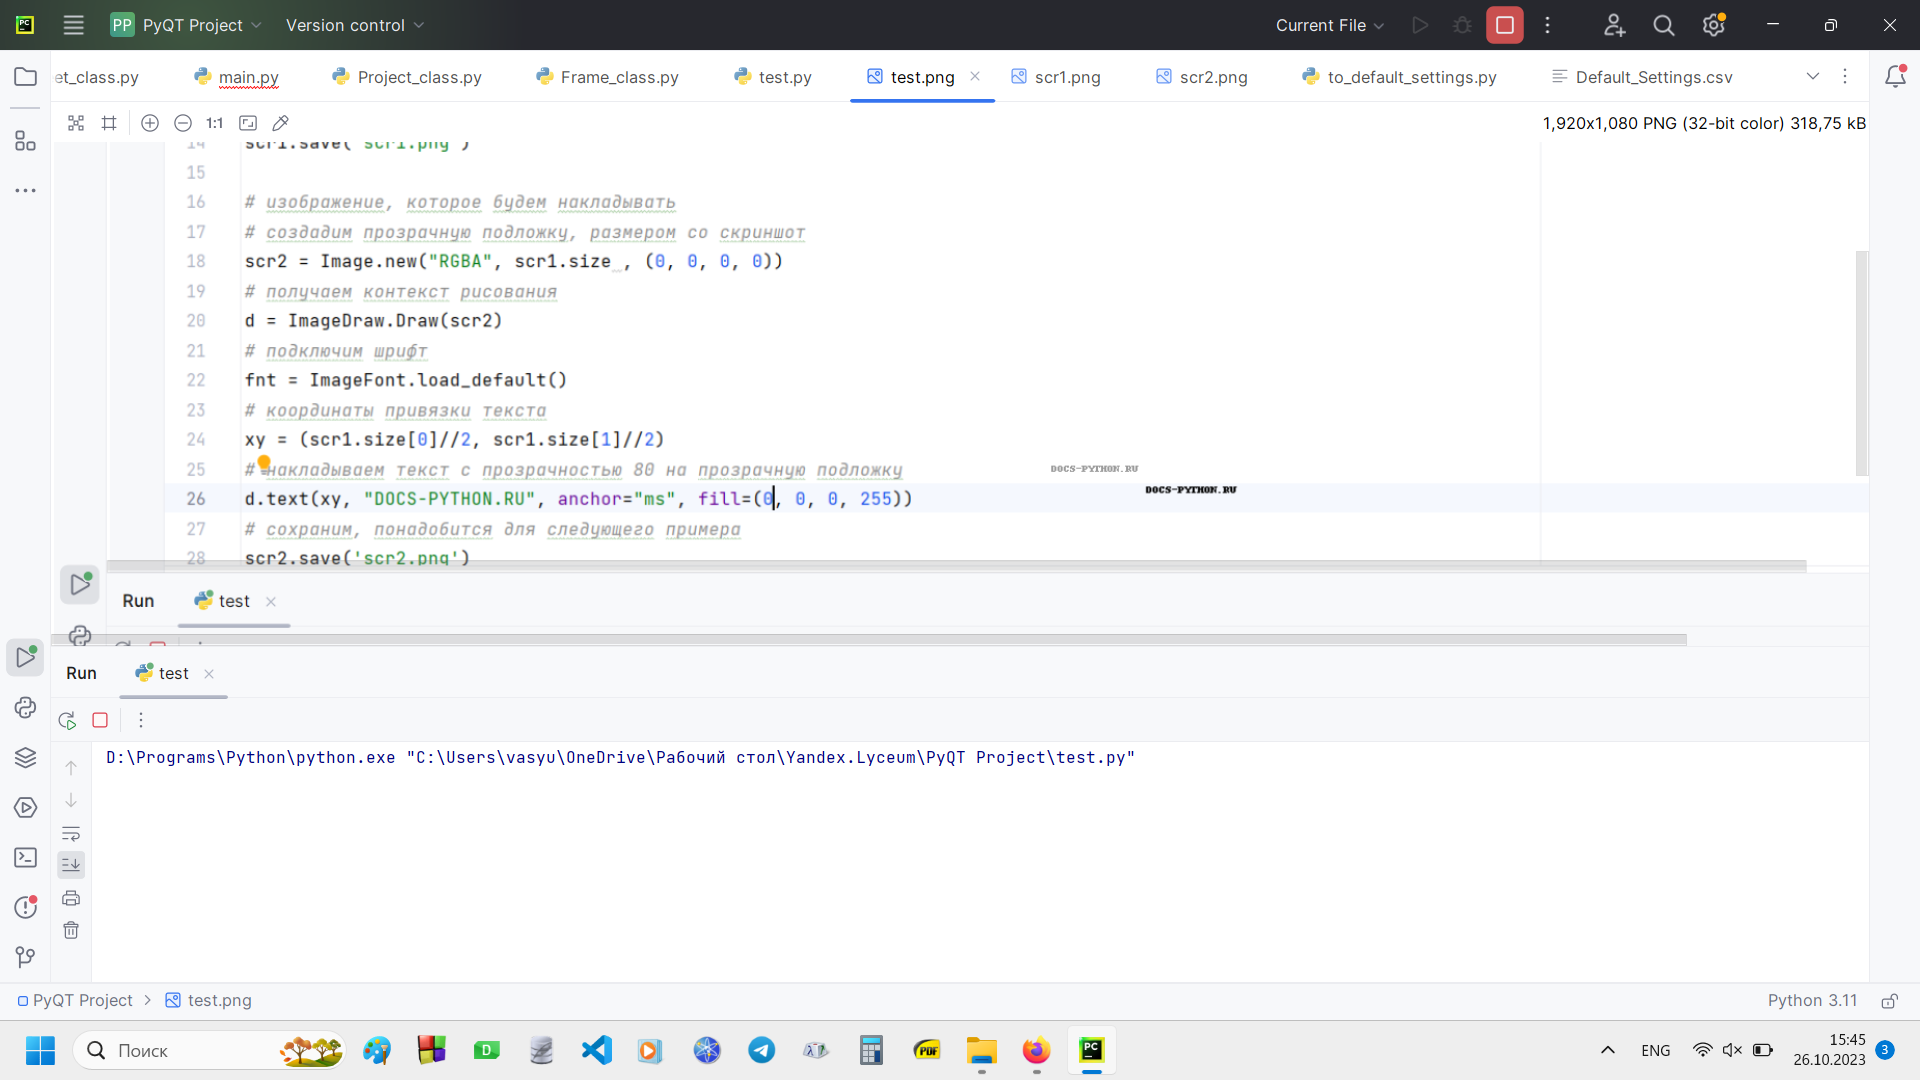 PC
PP PyQT Project Version control Current File
et_class.py main.py Project_class.py Frame_class.py test.py test.png scr1.png scr2.png to_default_settings.py Default_Settings.csv
1:1 1,920x1,080 PNG (32-bit color) 318,75 kB
14 scr1.save('scr1.png')
15
16 # изображение, которое будем накладывать
17 # создадим прозрачную подложку, размером со скриншот
18 scr2 = Image.new("RGBA", scr1.size , (0, 0, 0, 0))
19 # получаем контекст рисования
20 d = ImageDraw.Draw(scr2)
21 # подключим шрифт
22 fnt = ImageFont.load_default()
23 # координаты привязки текста
24 xy = (scr1.size[0]//2, scr1.size[1]//2)
25 # накладываем текст с прозрачностью 80 на прозрачную подложку
DOCS-PYTHON.RU
DOCS-PYTHON.RU
26 d.text(xy, "DOCS-PYTHON.RU", anchor="ms", fill=(0, 0, 0, 255))
27 # сохраним, понадобится для следующего примера
28 scr2.save('scr2.png')
Run test
Run test
D:\Programs\Python\python.exe "C:\Users\vasyu\OneDrive\Рабочий стол\Yandex.Lyceum\PyQT Project\test.py"
PyQT Project test.png Python 3.11
Поиск D PDF PC ENG 15:45
26.10.2023 3